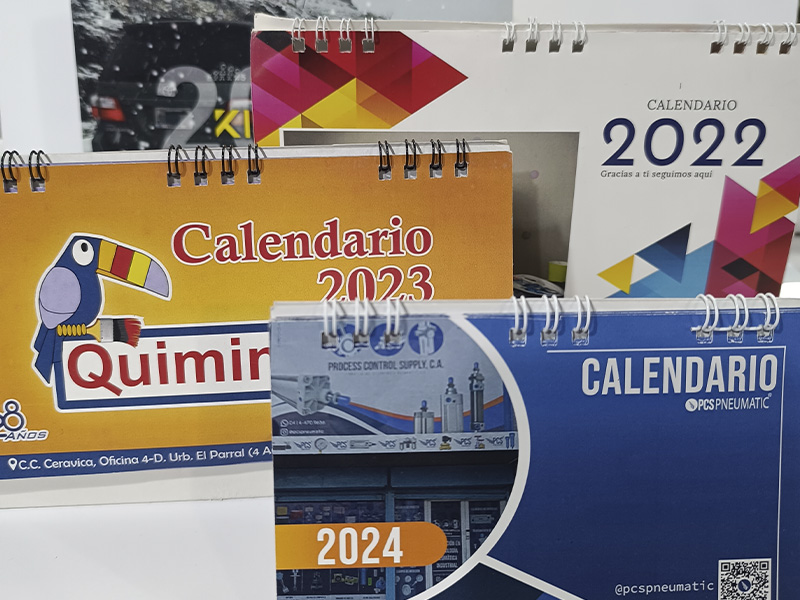 CALENDARIO
2022
Gracias a ti seguimos aquí
Calendario
2023
AÑOS
C.C. Ceravica, Oficina 4-D. Urb. El Parral (4 A
PROCESS CONTROL SUPPLY, C.A.
@pcspneumatic
CALENDARIO
PCS PNEUMATIC
2024
@pcspneumatic